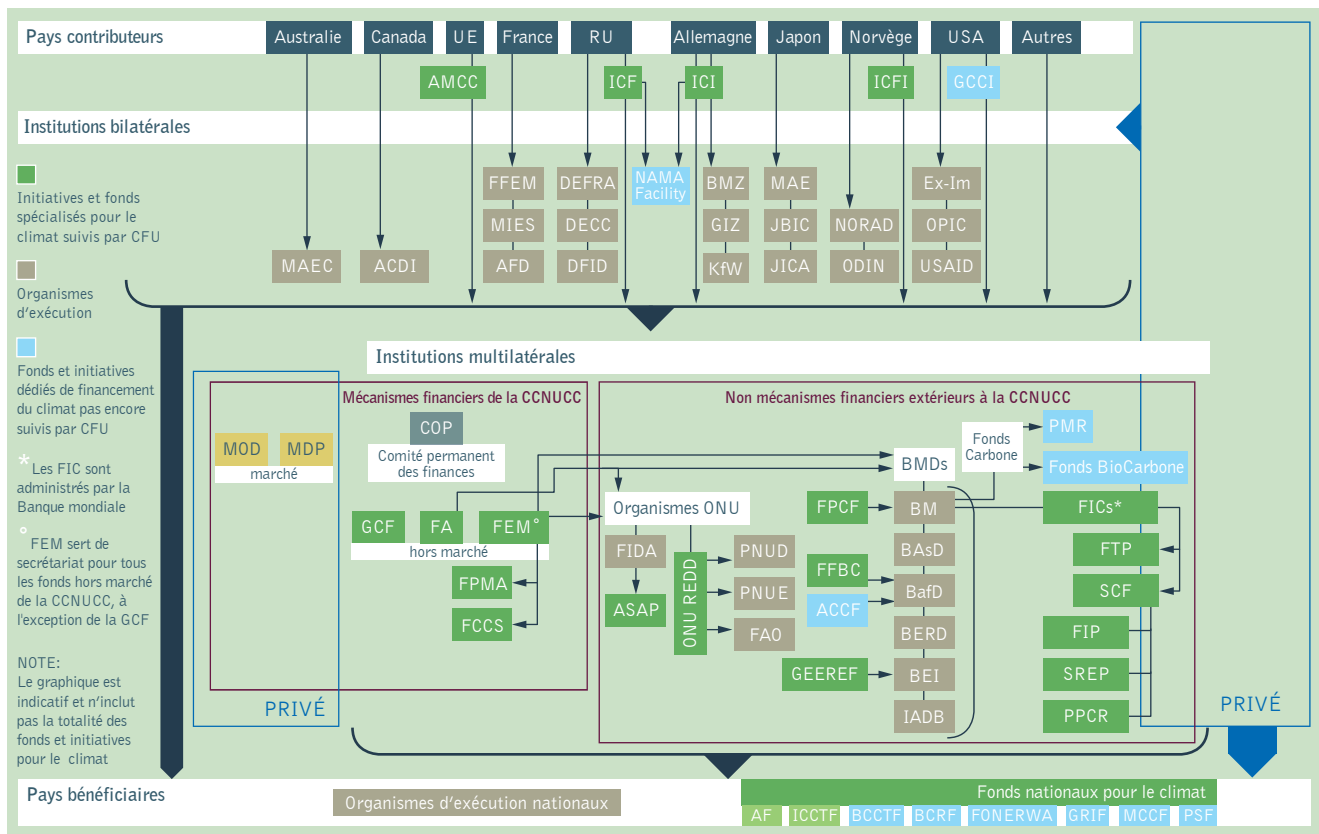 Pays contributeurs
Australie
Canada
UE
France
RU
Allemagne
Japon
Norvège
USA
Autres
AMCC
ICF
ICI
ICFI
GCCI
Institutions bilatérales
Initiatives et fonds
spécialisés pour le
climat suivis par CFU
Organismes
d'exécution
Fonds et initiatives
dédiés de financement
du climat pas encore
suivis par CFU
*Les FIC sont
administrés par la
Banque mondiale
°FEM sert de
secrétariat pour tous
les fonds hors marché
de la CCNUCC, à
l'exception de la GCF
NOTE:
Le graphique est
indicatif et n'inclut
pas la totalité des
fonds et initiatives
pour le climat
FFEM
DEFRA
NAMA
Facility
BMZ
MAE
Ex-Im
MIES
DECC
GIZ
JBIC
NORAD
OPIC
MAEC
ACDI
AFD
DFID
KfW
JICA
ODIN
USAID
Institutions multilatérales
Mécanismes financiers de la CCNUCC
COP
Comité permanent
des finances
MOD
MDP
marché
GCF
FA
FEM°
hors marché
FPMA
FCCS
PRIVÉ
Non mécanismes financiers extérieurs à la CCNUCC
Organismes ONU
FIDA
ASAP
ONU REDD
PNUD
PNUE
FAO
FPCF
FFBC
ACCF
GEEREF
BMDs
BM
BAsD
BafD
BERD
BEI
IADB
Fonds
Carbone
PMR
Fonds BioCarbone
FICs*
FTP
SCF
FIP
SREP
PPCR
PRIVÉ
Pays bénéficiaires
Organismes d'exécution nationaux
Fonds nationaux pour le climat
AF
ICCTF
BCCTF
BCRF
FONERWA
GRIF
MCCF
PSF